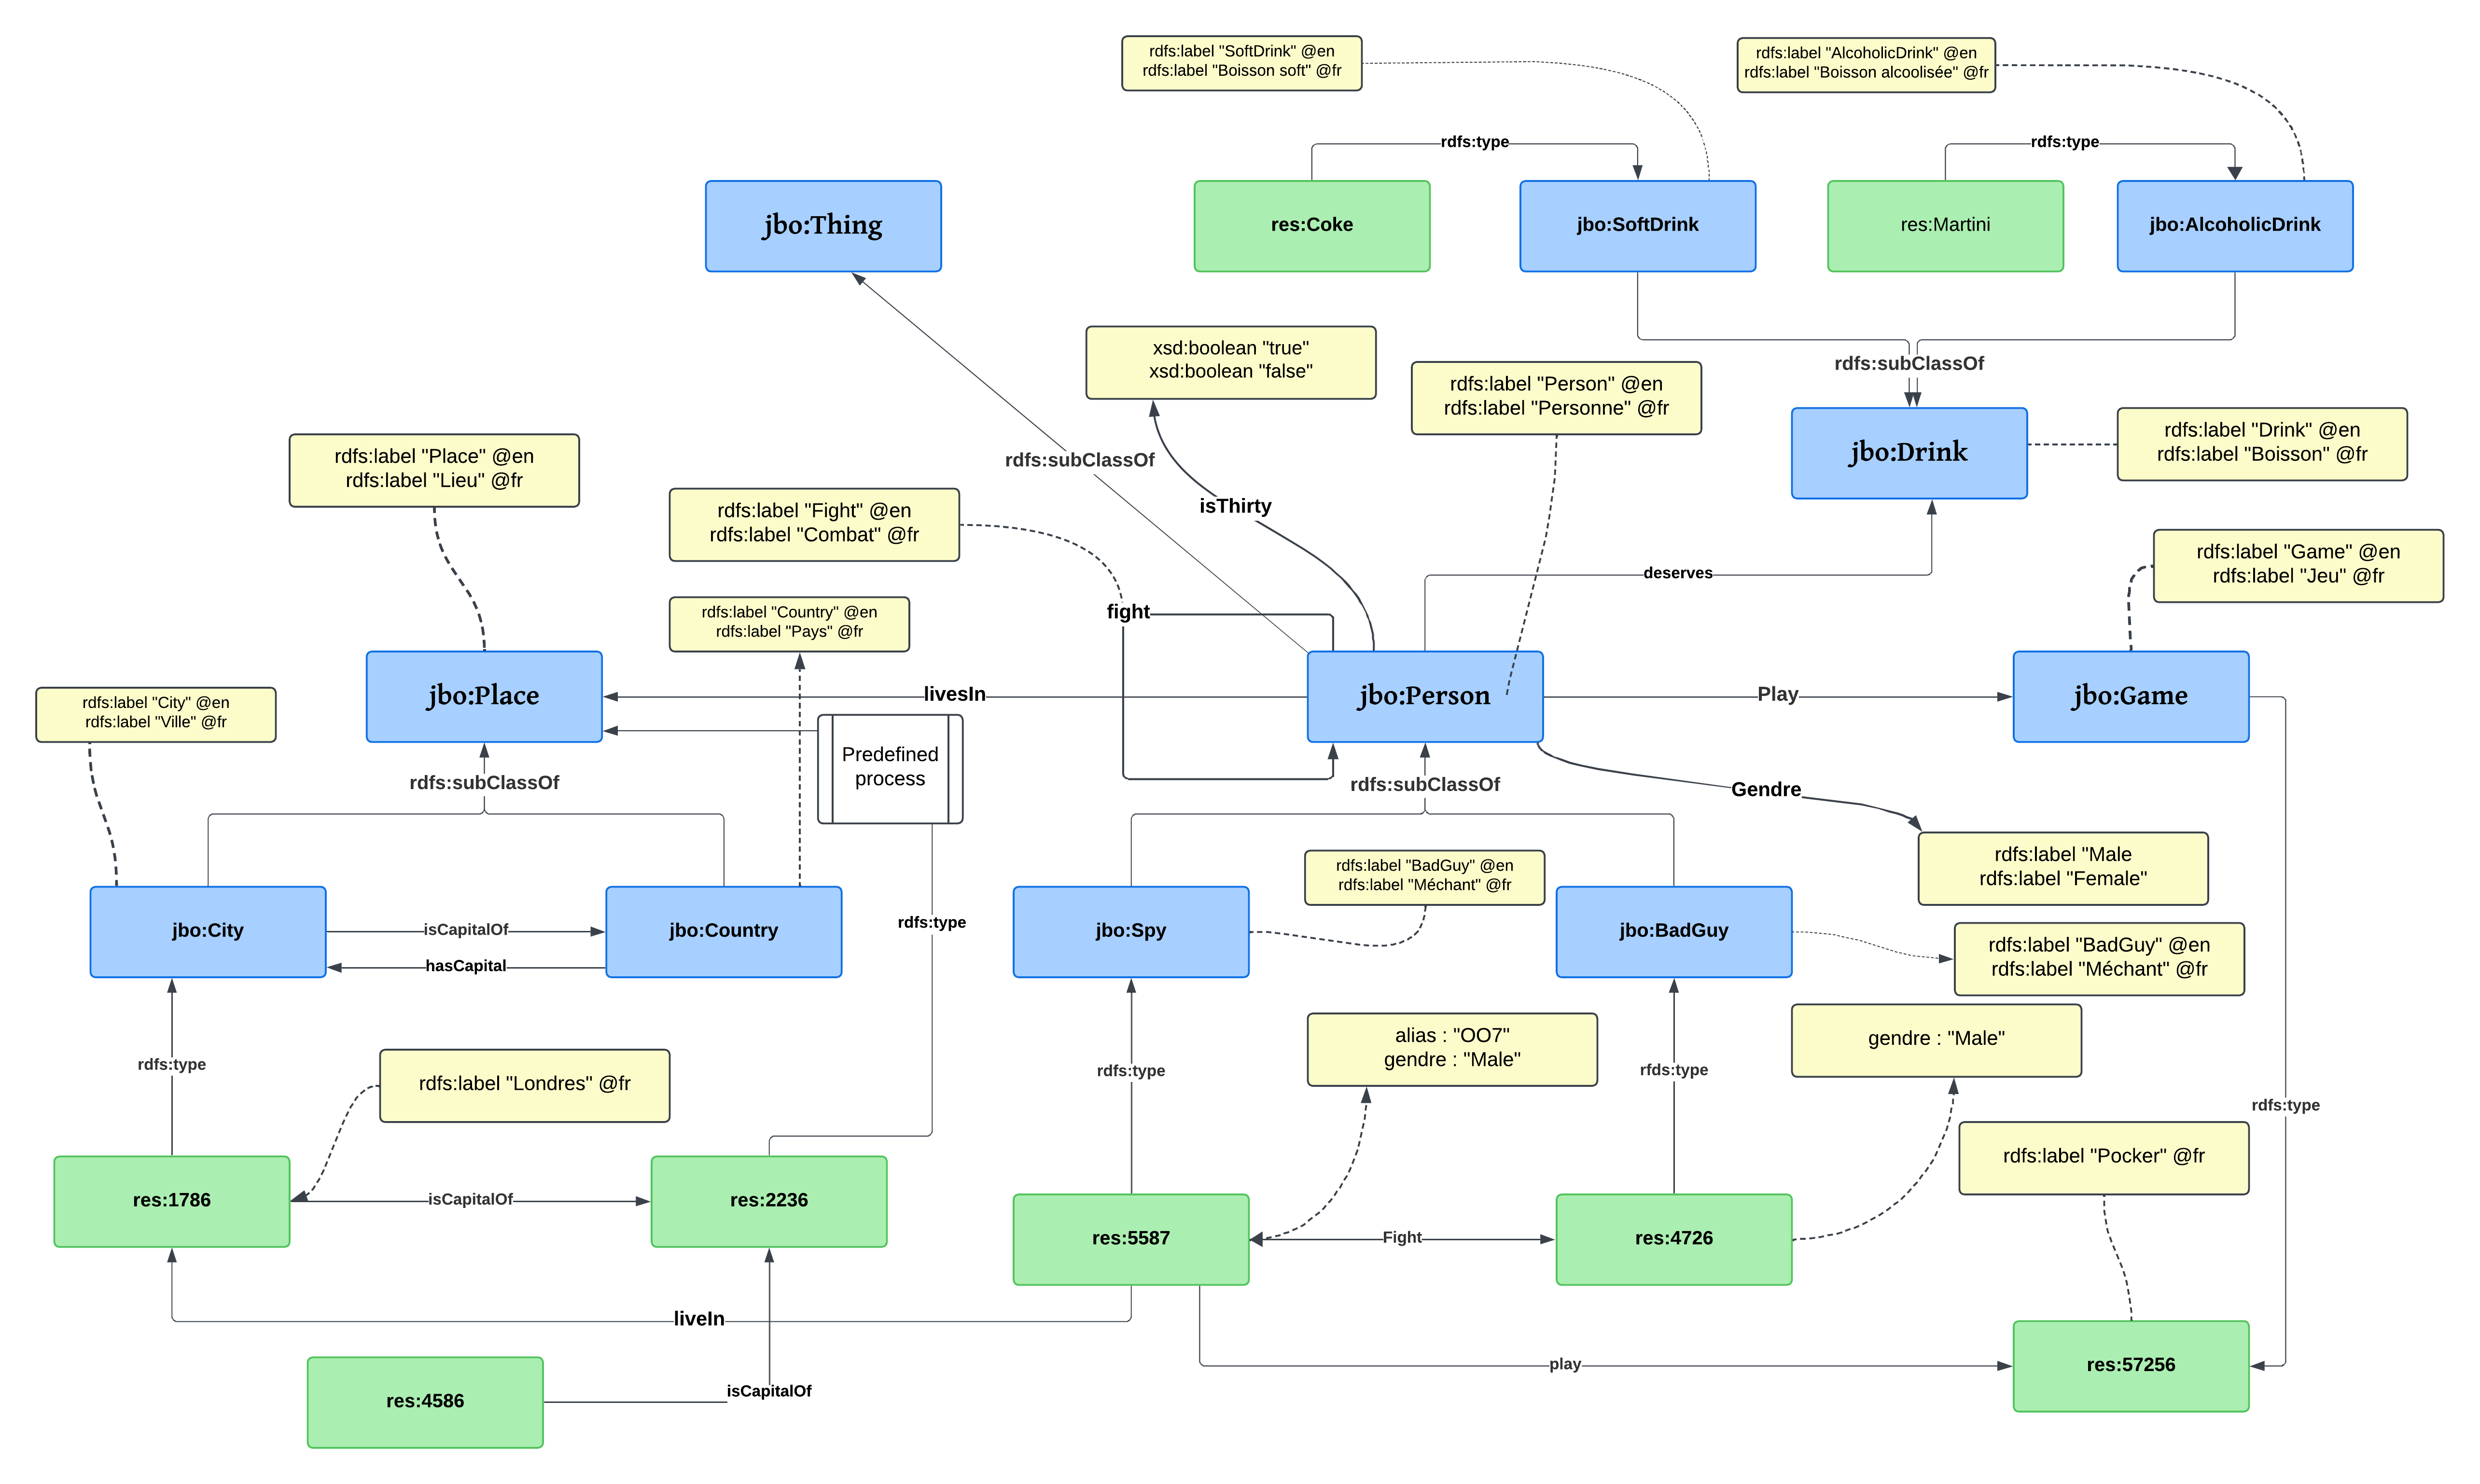 rdfs:label "SoftDrink" @en
rdfs:label "Boisson soft" @fr
rdfs:label "AlcoholicDrink" @en
rdfs:label "Boisson alcoolisée" @fr
rdfs:type
rdfs:type
jbo:Thing
res:Coke
jbo:SoftDrink
res:Martini
jbo:AlcoholicDrink
xsd:boolean "true"
xsd:boolean "false"
rdfs:label "Person" @en
rdfs:label "Personne" @fr
rdfs:subClassOf
rdfs:label "Place" @en
rdfs:label "Lieu" @fr
rdfs:subClassOf
jbo:Drink
rdfs:label "Drink" @en
rdfs:label "Boisson" @fr
isThirty
rdfs:label "Fight" @en
rdfs:label "Combat" @fr
deserves
rdfs:label "Game" @en
rdfs:label "Jeu" @fr
fight
rdfs:label "Country" @en
rdfs:label "Pays" @fr
rdfs:label "City" @en
rdfs:label "Ville" @fr
jbo:Place
livesIn
jbo:Person
Play
jbo:Game
Predefined
process
rdfs:subClassOf
rdfs:subClassOf
Gendre
rdfs:label "Male
rdfs:label "Female"
rdfs:label "BadGuy" @en
rdfs:label "Méchant" @fr
jbo:City
isCapitalOf
hasCapital
jbo:Country
rdfs:type
jbo:Spy
jbo:BadGuy
rdfs:label "BadGuy" @en
rdfs:label "Méchant" @fr
rdfs:type
rdfs:label "Londres" @fr
rdfs:type
alias : "OO7"
gendre : "Male"
rfds:type
gendre : "Male"
rdfs:type
rdfs:label "Pocker" @fr
res:1786
isCapitalOf
res:2236
res:5587
Fight
res:4726
liveIn
play
res:57256
res:4586
isCapitalOf